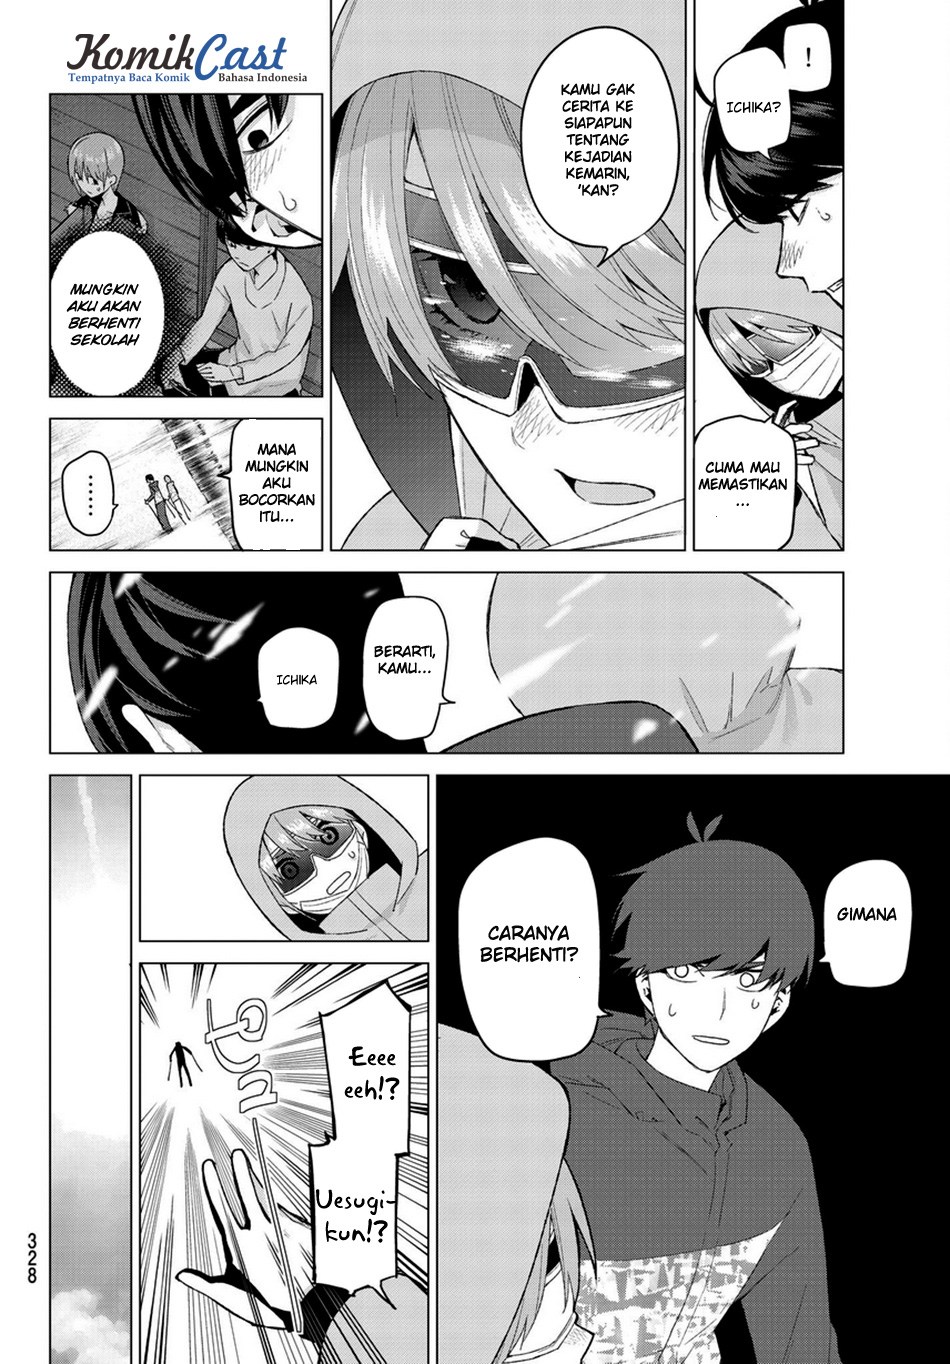 KomikCast
Tempatnya Baca Komik Bahasa Indonesia
!
ICHIKA?
CUMA MAU
MEMASTIKAN
...
KAMU GAK
CERITA KE
SIAPAPUN
TENTANG
KEJADIAN
KEMARIN,
'KAN?
MUNGKIN
AKU AKAN
BERHENTI
SEKOLAH
MANA
MUNGKIN
AKU
BOCORKAN
ITU...
......
BERARTI,
KAMU...
ICHIKA
GIMANA
CARANYA
BERHENTI?
Eeee
eeh!?
Uesugi-
kun!?
328